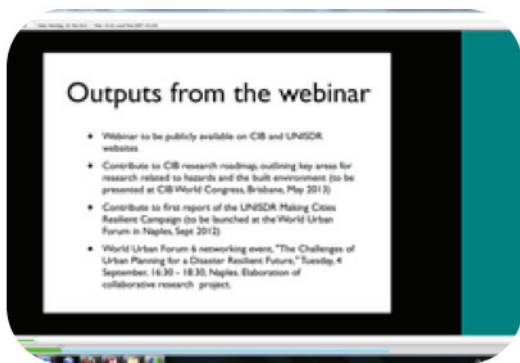 Outputs from the webinar
• Webinar to be publicly available on CIB and UNISDR
websites
• Contribute to CIB research roadmap, outlining key areas for
research related to hazards and the built environment (to be
presented at CIB World Congress, Brisbane, May 2013)
• Contribute to first report of the UNISDR Making Cities
Resilient Campaign (to be launched at the World Urban
Forum in Naples, Sept 2012)
• World Urban Forum 6 networking event, "The Challenges of
Urban Planning for a Disaster Resilient Future," Tuesday, 4
September, 16:30 - 18:30, Naples. Elaboration of
collaborative research project.